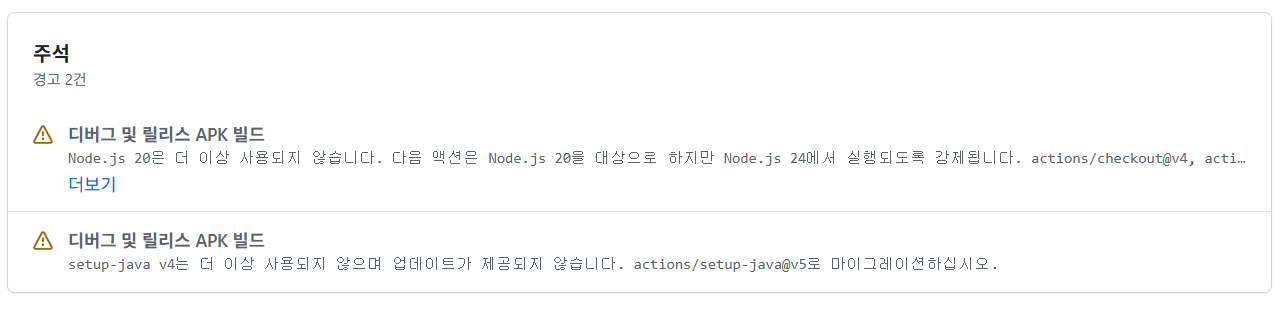 주석
경고 2건
디버그 및 릴리스 APK 빌드
Node.js 20은 더 이상 사용되지 않습니다. 다음 액션은 Node.js 20을 대상으로 하지만 Node.js 24에서 실행되도록 강제됩니다. actions/checkout@v4, acti…
더보기
디버그 및 릴리스 APK 빌드
setup-java v4는 더 이상 사용되지 않으며 업데이트가 제공되지 않습니다. actions/setup-java@v5로 마이그레이션하십시오.